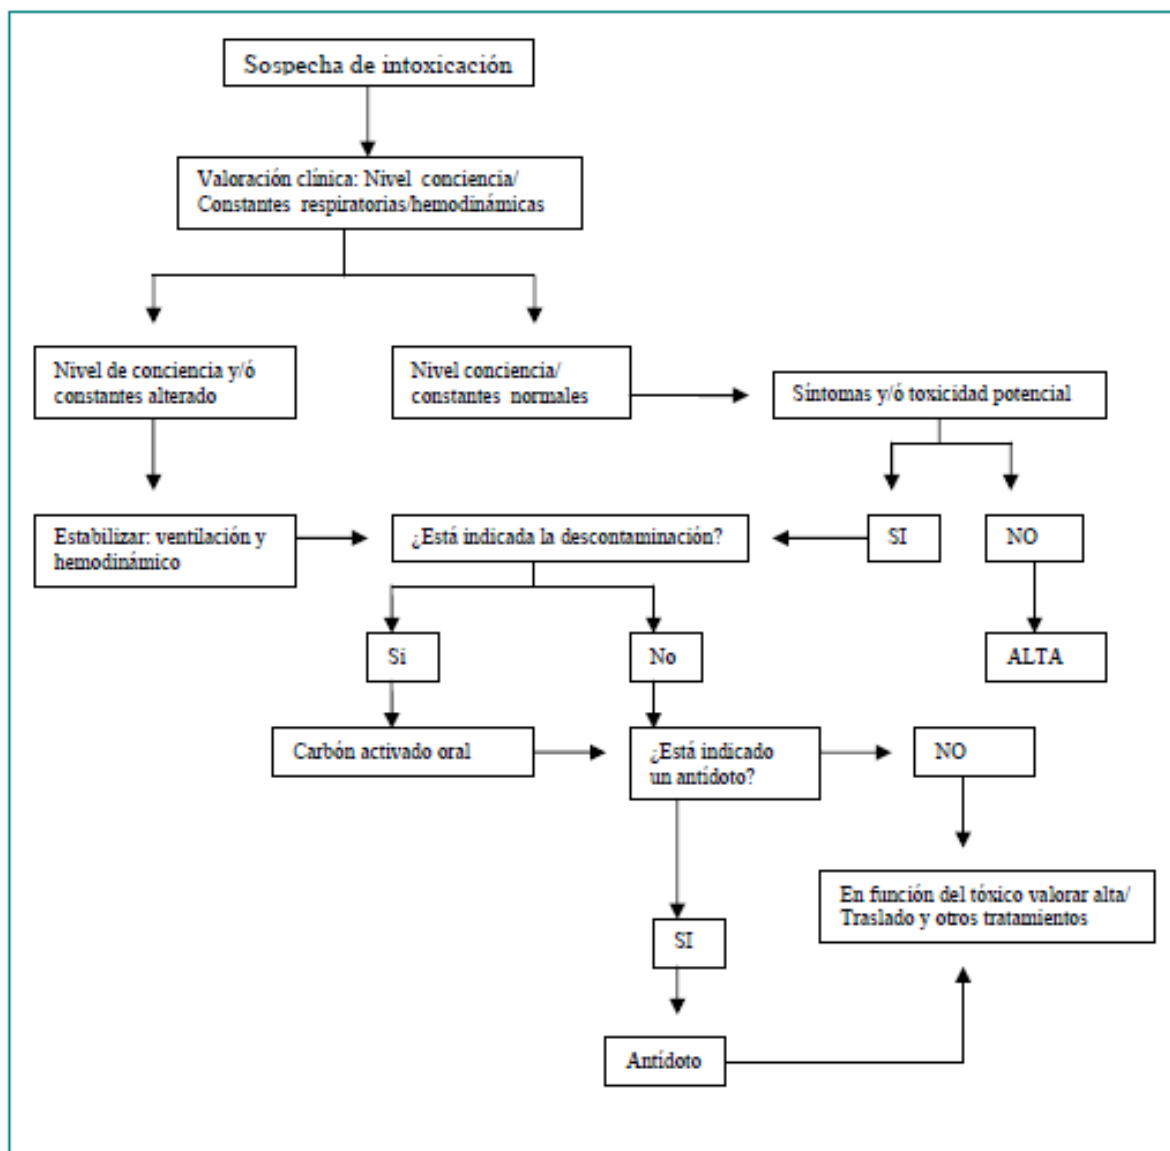 Sospecha de intoxicación
Valoración clínica: Nivel conciencia/
Constantes respiratorias/hemodinámicas
Nivel de conciencia y/ó
constantes alterado
Nivel conciencia/
constantes normales
Síntomas y/ó toxicidad potencial
Estabilizar: ventilación y
hemodinámico
¿Está indicada la descontaminación?
SI
NO
Si
No
ALTA
Carbón activado oral
¿Está indicado
un antídoto?
NO
En función del tóxico valorar alta/
Traslado y otros tratamientos
SI
Antídoto